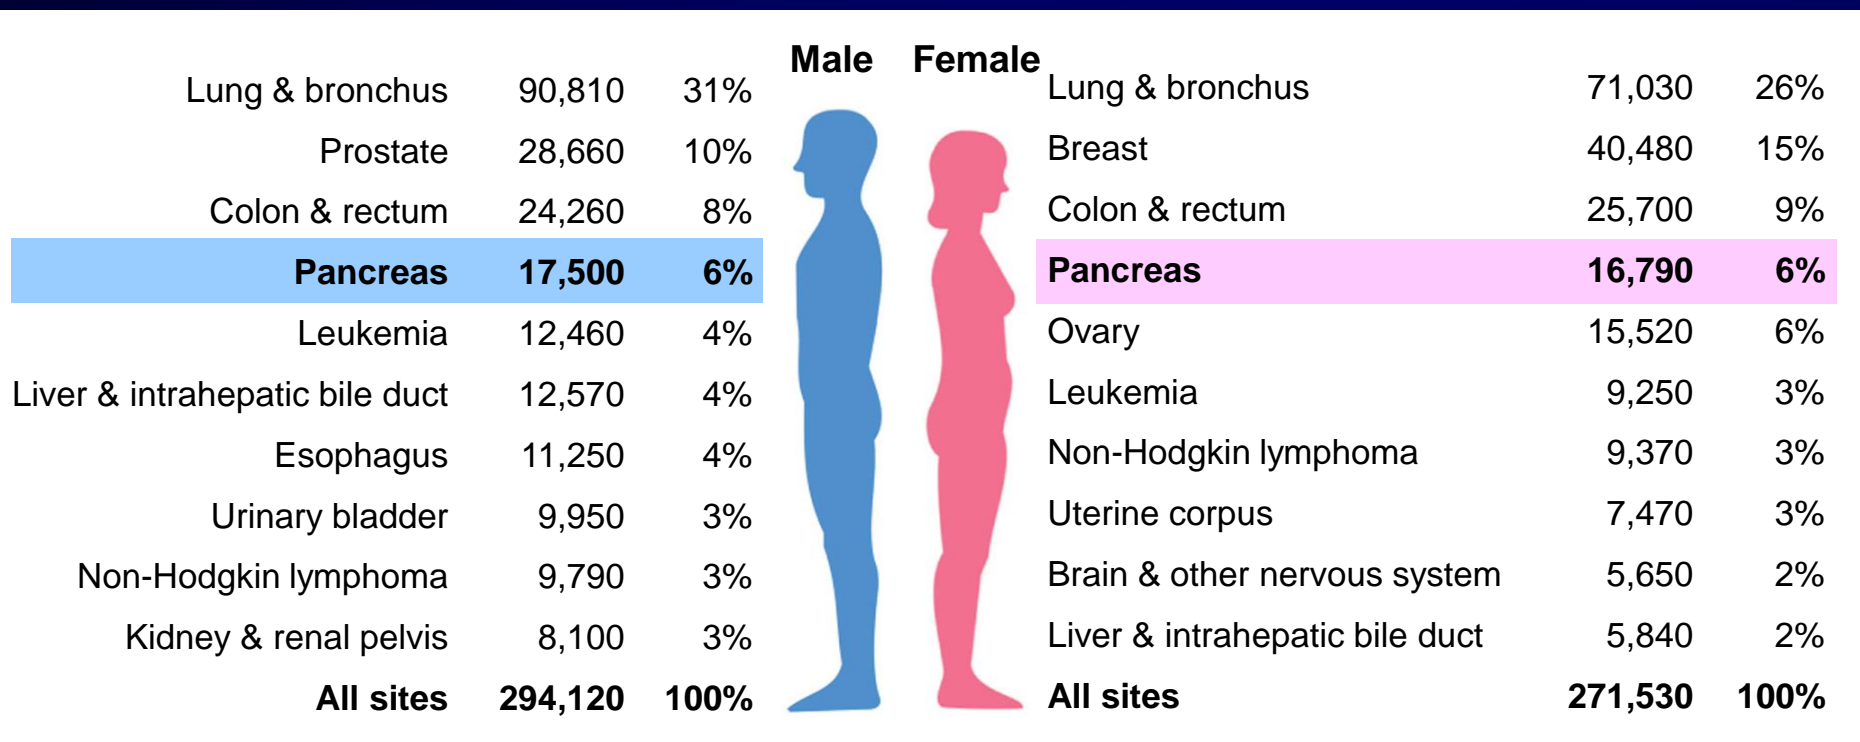 Male Female
Lung & bronchus 90,810 31%
Prostate 28,660 10%
Colon & rectum 24,260 8%
Pancreas 17,500 6%
Leukemia 12,460 4%
Liver & intrahepatic bile duct 12,570 4%
Esophagus 11,250 4%
Urinary bladder 9,950 3%
Non-Hodgkin lymphoma 9,790 3%
Kidney & renal pelvis 8,100 3%
All sites 294,120 100%
Lung & bronchus 71,030 26%
Breast 40,480 15%
Colon & rectum 25,700 9%
Pancreas 16,790 6%
Ovary 15,520 6%
Leukemia 9,250 3%
Non-Hodgkin lymphoma 9,370 3%
Uterine corpus 7,470 3%
Brain & other nervous system 5,650 2%
Liver & intrahepatic bile duct 5,840 2%
All sites 271,530 100%